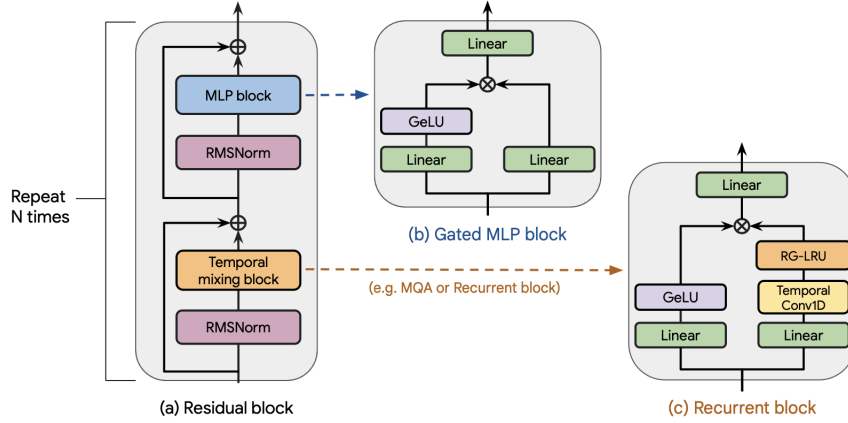 Repeat
N times
MLP block
RMSNorm
Temporal
mixing block
RMSNorm
(a) Residual block
Linear
GeLU
Linear
Linear
(b) Gated MLP block
(e.g. MQA or Recurrent block)
Linear
RG-LRU
GeLU
Temporal
Conv1D
Linear
Linear
(c) Recurrent block